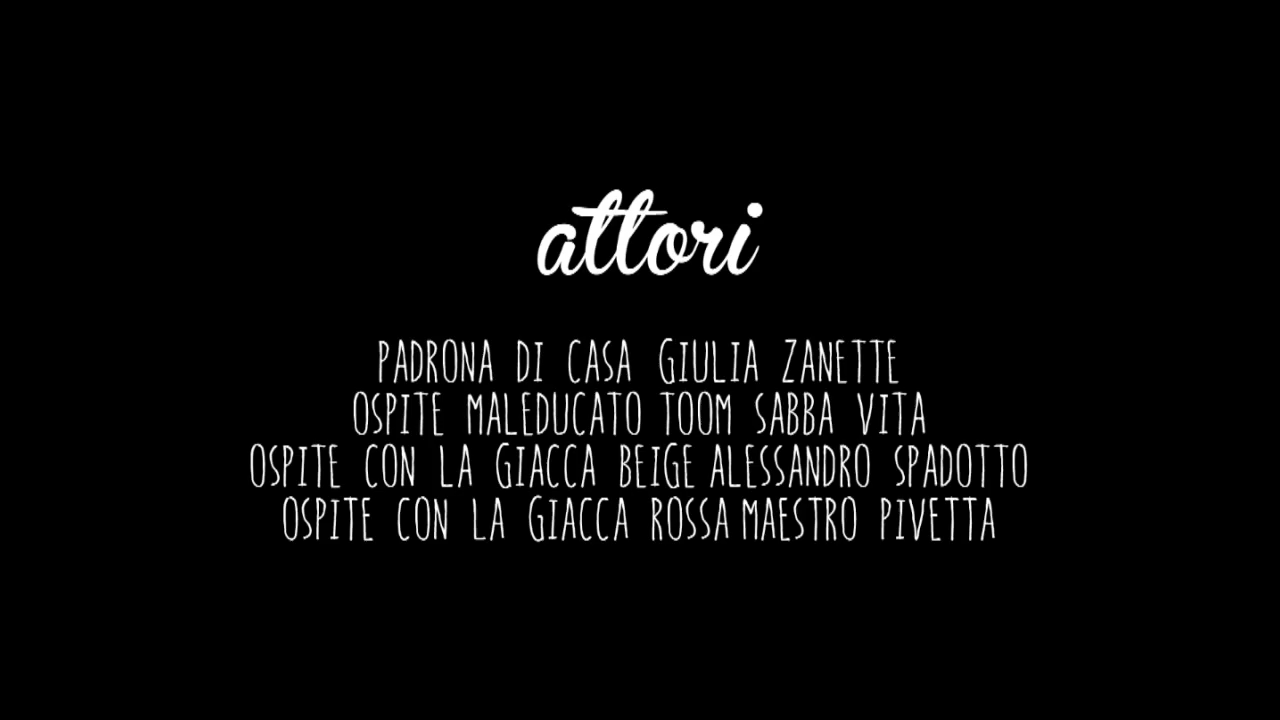 attori
PADRONA DI CASA GIULIA ZANETTE
OSPITE MALEDUCATO TOOM SABBA VITA
OSPITE CON LA GIACCA BEIGE ALESSANDRO SPADOTTO
OSPITE CON LA GIACCA ROSSA MAESTRO PIVETTA